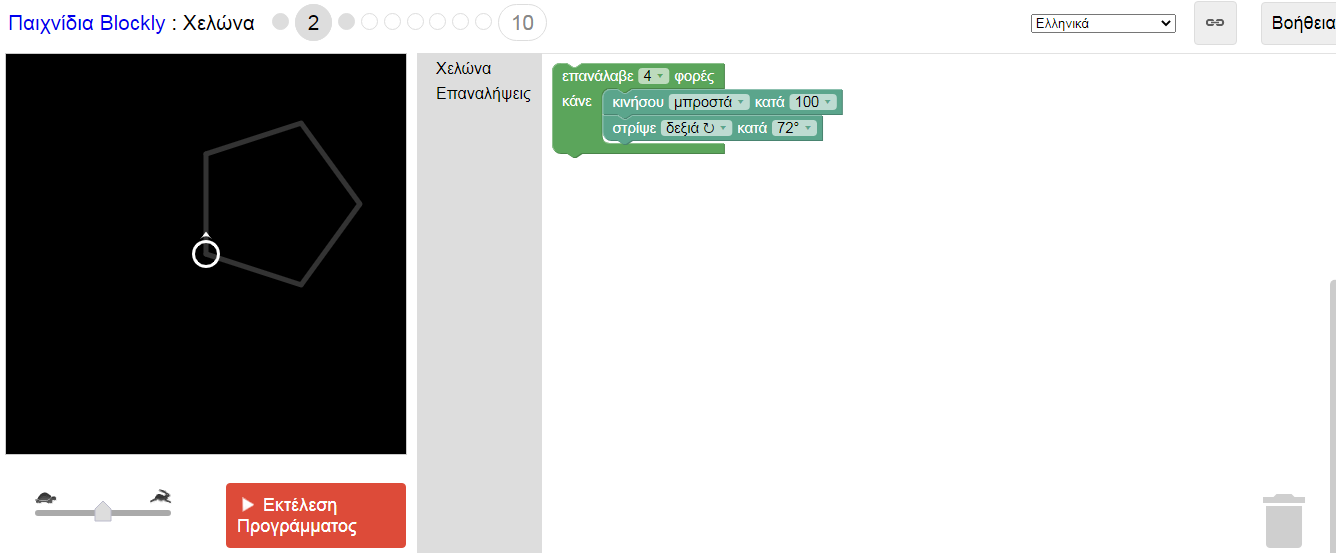 Παιχνίδια Blockly : Χελώνα 2 10 Ελληνικά Βοήθεια
Χελώνα
Επαναλήψεις
επανάλαβε 4 φορές
κάνε κινήσου μπροστά κατά 100
στρίψε δεξιά ↻ κατά 72°
Εκτέλεση
Προγράμματος